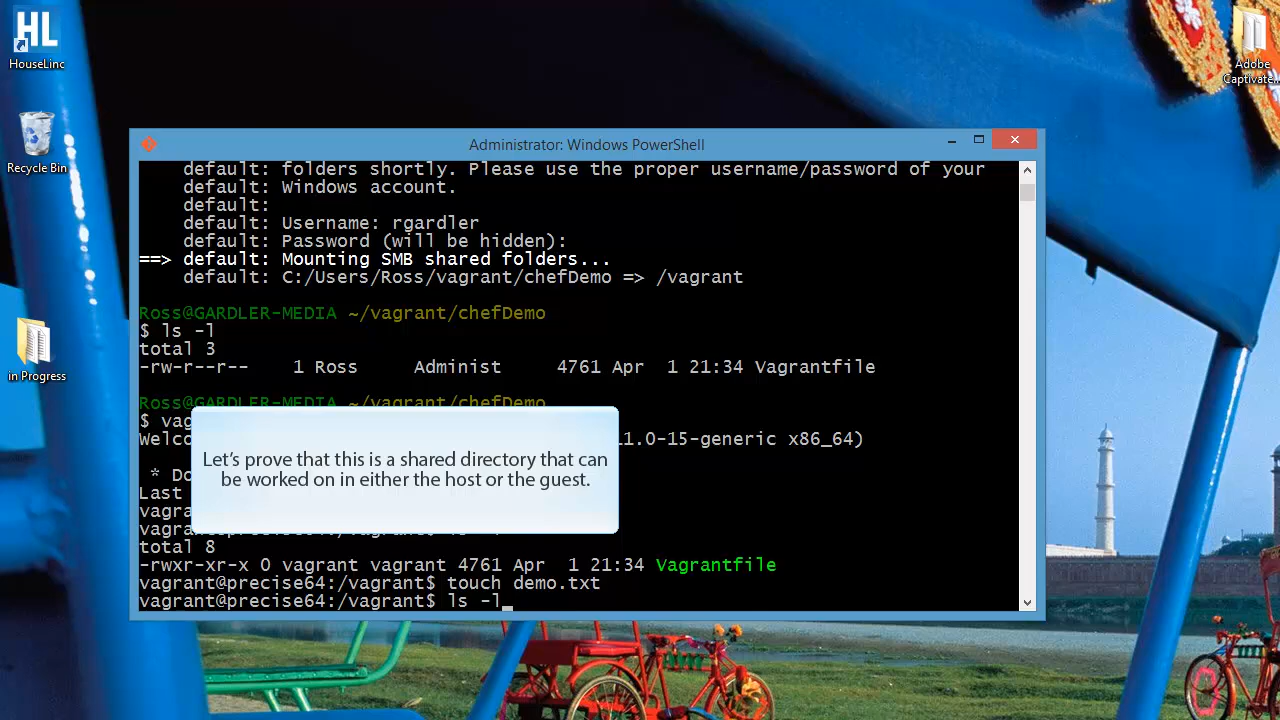 HL
HouseLinc
Recycle Bin
in Progress
Adobe
Captivate...
Administrator: Windows PowerShell
default: folders shortly. Please use the proper username/password of your
default: Windows account.
default:
default: Username: rgardler
default: Password (will be hidden):
==> default: Mounting SMB shared folders...
default: C:/Users/Ross/vagrant/chefDemo => /vagrant
Ross@GARDLER-MEDIA ~/vagrant/chefDemo
$ ls -l
total 3
-rw-r--r-- 1 Ross Administ 4761 Apr 1 21:34 Vagrantfile
Ross@GARDLER-MEDIA ~/vagrant/chefDemo
$ vag
Welco 11.0-15-generic x86_64)
Let's prove that this is a shared directory that can
be worked on in either the host or the guest.
* Do
Last
vagra
total 8
-rwxr-xr-x 0 vagrant vagrant 4761 Apr 1 21:34 Vagrantfile
vagrant@precise64:/vagrant$ touch demo.txt
vagrant@precise64:/vagrant$ ls -l